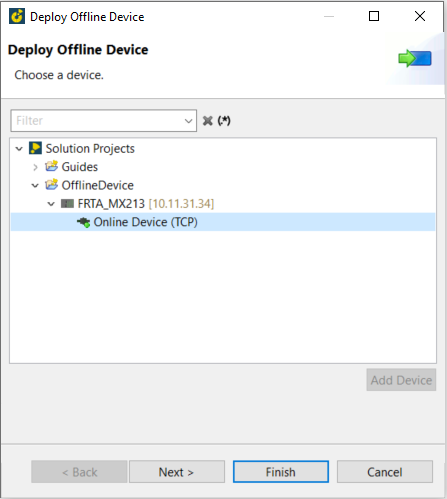 Deploy Offline Device
Deploy Offline Device
Choose a device.
Filter
(.*)
Solution Projects
Guides
OfflineDevice
FRTA_MX213 [10.11.31.34]
Online Device (TCP)
Add Device
< Back Next > Finish Cancel